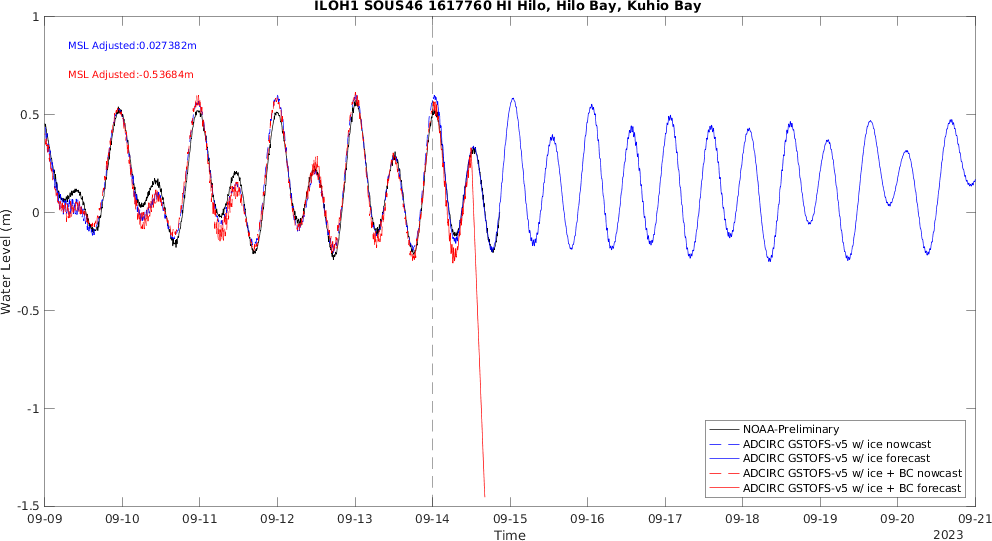 ILOH1 SOUS46 1617760 HI Hilo, Hilo Bay, Kuhio Bay
MSL Adjusted:0.027382m
MSL Adjusted:-0.53684m
Water Level (m)
1
0.5
0
-0.5
-1
-1.5
NOAA-Preliminary
ADCIRC GSTOFS-v5 w/ ice nowcast
ADCIRC GSTOFS-v5 w/ ice forecast
ADCIRC GSTOFS-v5 w/ ice + BC nowcast
ADCIRC GSTOFS-v5 w/ ice + BC forecast
09-09 09-10 09-11 09-12 09-13 09-14 09-15 09-16 09-17 09-18 09-19 09-20 09-21
Time
2023